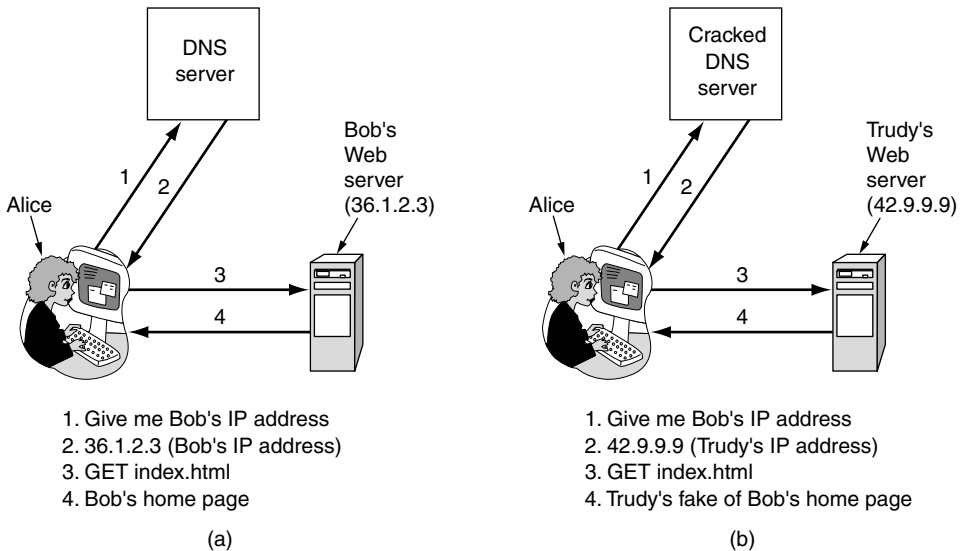 DNS
server
Bob's
Web
server
(36.1.2.3)
Alice
1
2
3
4
1. Give me Bob's IP address
2. 36.1.2.3 (Bob's IP address)
3. GET index.html
4. Bob's home page
(a)
Cracked
DNS
server
Trudy's
Web
server
(42.9.9.9)
Alice
1
2
3
4
1. Give me Bob's IP address
2. 42.9.9.9 (Trudy's IP address)
3. GET index.html
4. Trudy's fake of Bob's home page
(b)